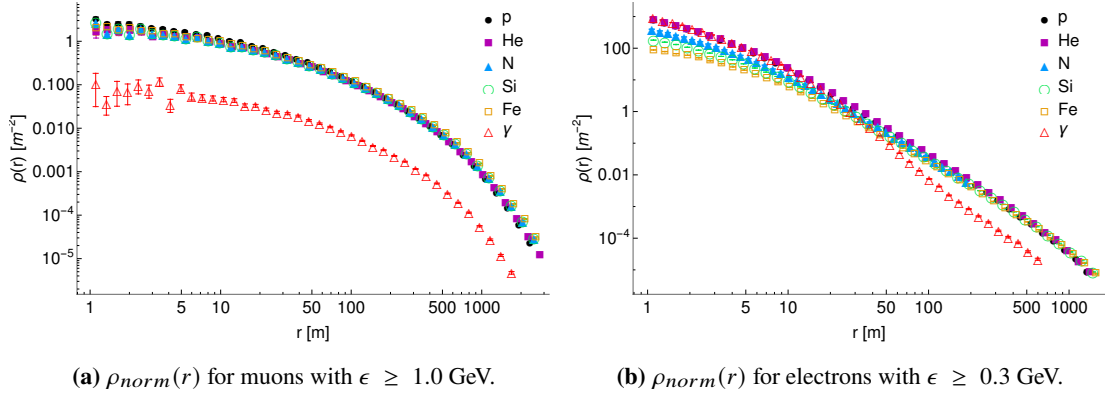 ρ(r) [m⁻²]
1
0.100
0.010
0.001
10⁻⁴
10⁻⁵
1 5 10 50 100 500 1000
r [m]
p
He
N
Si
Fe
γ
(a) ρnorm(r) for muons with ϵ ≥ 1.0 GeV.
ρ(r) [m⁻²]
100
1
0.01
10⁻⁴
1 5 10 50 100 500 1000
r [m]
p
He
N
Si
Fe
γ
(b) ρnorm(r) for electrons with ϵ ≥ 0.3 GeV.